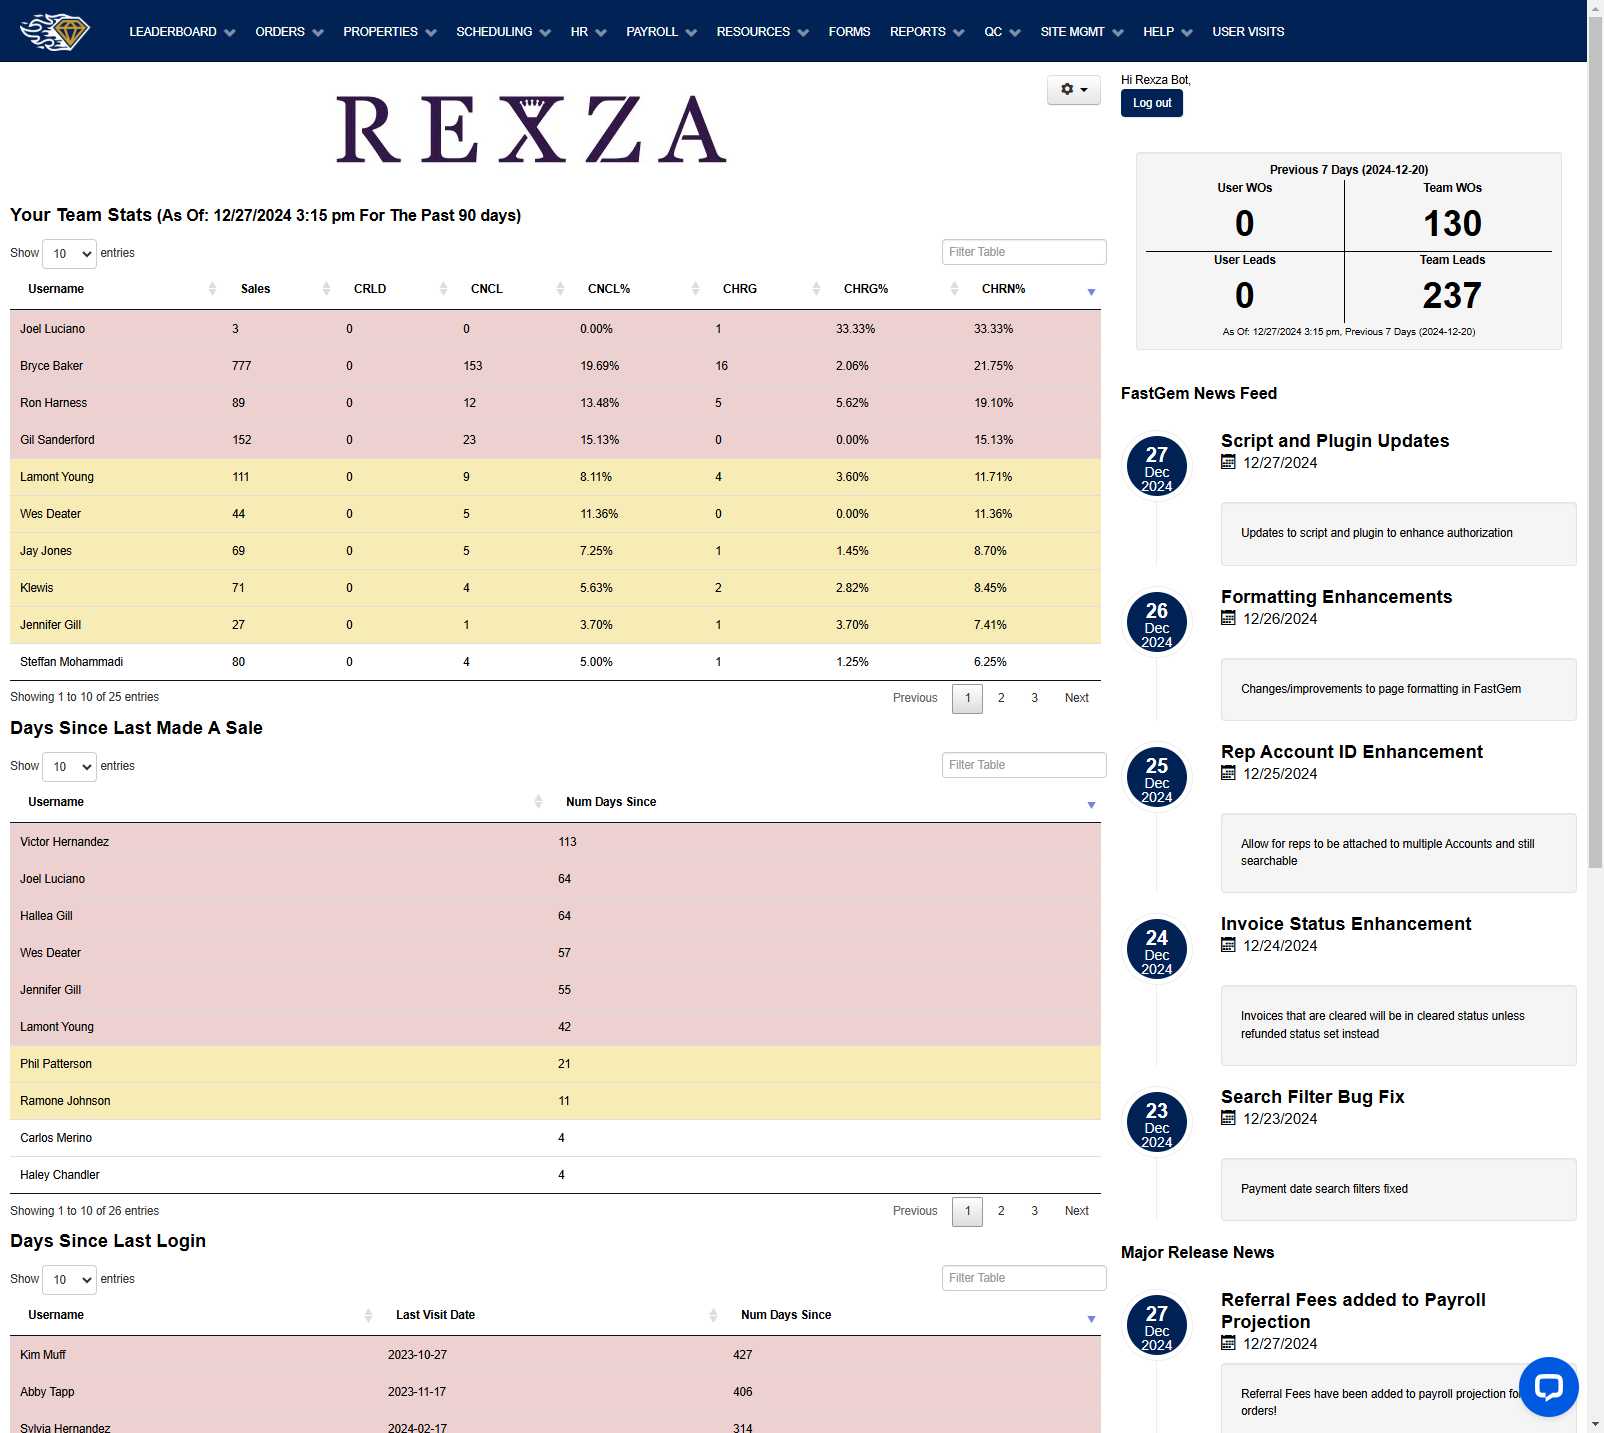 LEADERBOARD ORDERS PROPERTIES SCHEDULING HR PAYROLL RESOURCES FORMS REPORTS QC SITE MGMT HELP USER VISITS
REXZA
Hi Rexza Bot,
Log out
Previous 7 Days (2024-12-20)
User WOs Team WOs
0 130
User Leads Team Leads
0 237
As Of: 12/27/2024 3:15 pm, Previous 7 Days (2024-12-20)
Your Team Stats (As Of: 12/27/2024 3:15 pm For The Past 90 days)
Show 10 entries Filter Table
Username Sales CRLD CNCL CNCL% CHRG CHRG% CHRN%
Joel Luciano 3 0 0 0.00% 1 33.33% 33.33%
Bryce Baker 777 0 153 19.69% 16 2.06% 21.75%
Ron Harness 89 0 12 13.48% 5 5.62% 19.10%
Gil Sanderford 152 0 23 15.13% 0 0.00% 15.13%
Lamont Young 111 0 9 8.11% 4 3.60% 11.71%
Wes Deater 44 0 5 11.36% 0 0.00% 11.36%
Jay Jones 69 0 5 7.25% 1 1.45% 8.70%
Klewis 71 0 4 5.63% 2 2.82% 8.45%
Jennifer Gill 27 0 1 3.70% 1 3.70% 7.41%
Steffan Mohammadi 80 0 4 5.00% 1 1.25% 6.25%
Showing 1 to 10 of 25 entries Previous 1 2 3 Next
Days Since Last Made A Sale
Show 10 entries Filter Table
Username Num Days Since
Victor Hernandez 113
Joel Luciano 64
Hallea Gill 64
Wes Deater 57
Jennifer Gill 55
Lamont Young 42
Phil Patterson 21
Ramone Johnson 11
Carlos Merino 4
Haley Chandler 4
Showing 1 to 10 of 26 entries Previous 1 2 3 Next
Days Since Last Login
Show 10 entries Filter Table
Username Last Visit Date Num Days Since
Kim Muff 2023-10-27 427
Abby Tapp 2023-11-17 406
Sylvia Hernandez 2024-02-17 314
FastGem News Feed
27 Dec 2024
Script and Plugin Updates
12/27/2024
Updates to script and plugin to enhance authorization
26 Dec 2024
Formatting Enhancements
12/26/2024
Changes/improvements to page formatting in FastGem
25 Dec 2024
Rep Account ID Enhancement
12/25/2024
Allow for reps to be attached to multiple Accounts and still
searchable
24 Dec 2024
Invoice Status Enhancement
12/24/2024
Invoices that are cleared will be in cleared status unless
refunded status set instead
23 Dec 2024
Search Filter Bug Fix
12/23/2024
Payment date search filters fixed
Major Release News
27 Dec 2024
Referral Fees added to Payroll
Projection
12/27/2024
Referral Fees have been added to payroll projection
orders!